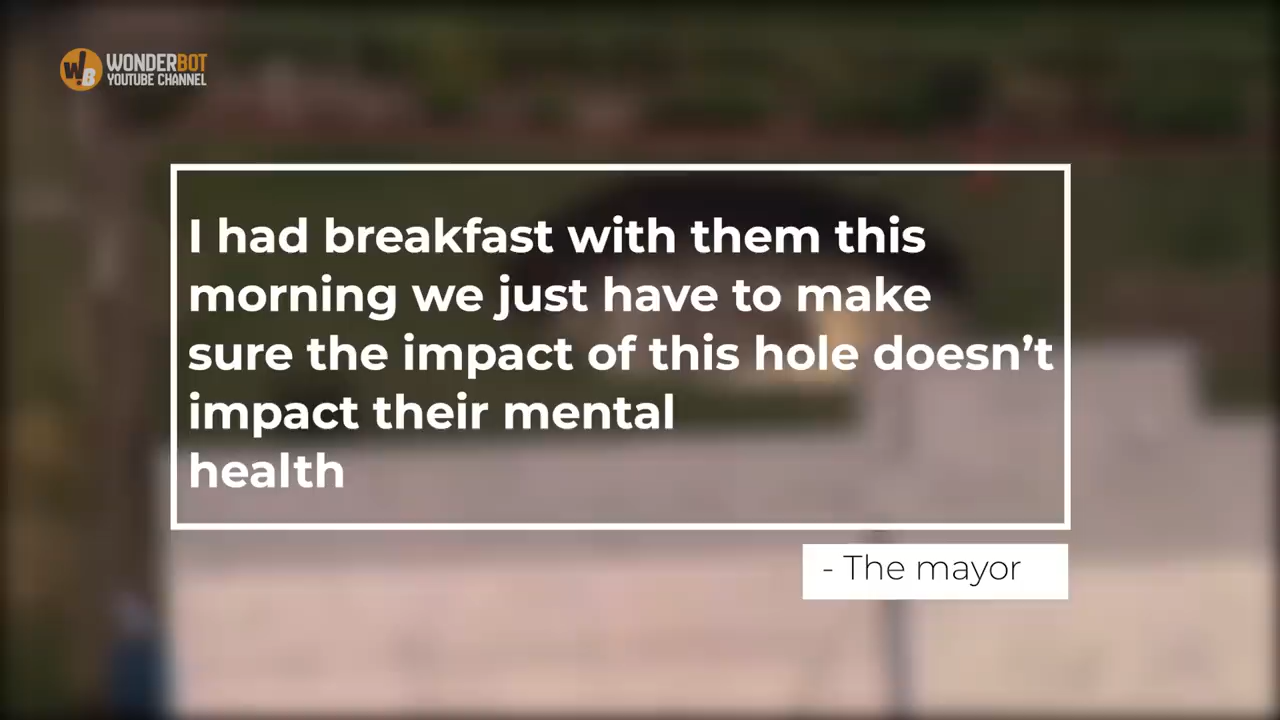 W!B WONDERBOT
YOUTUBE CHANNEL
I had breakfast with them this
morning we just have to make
sure the impact of this hole doesn’t
impact their mental
health
- The mayor